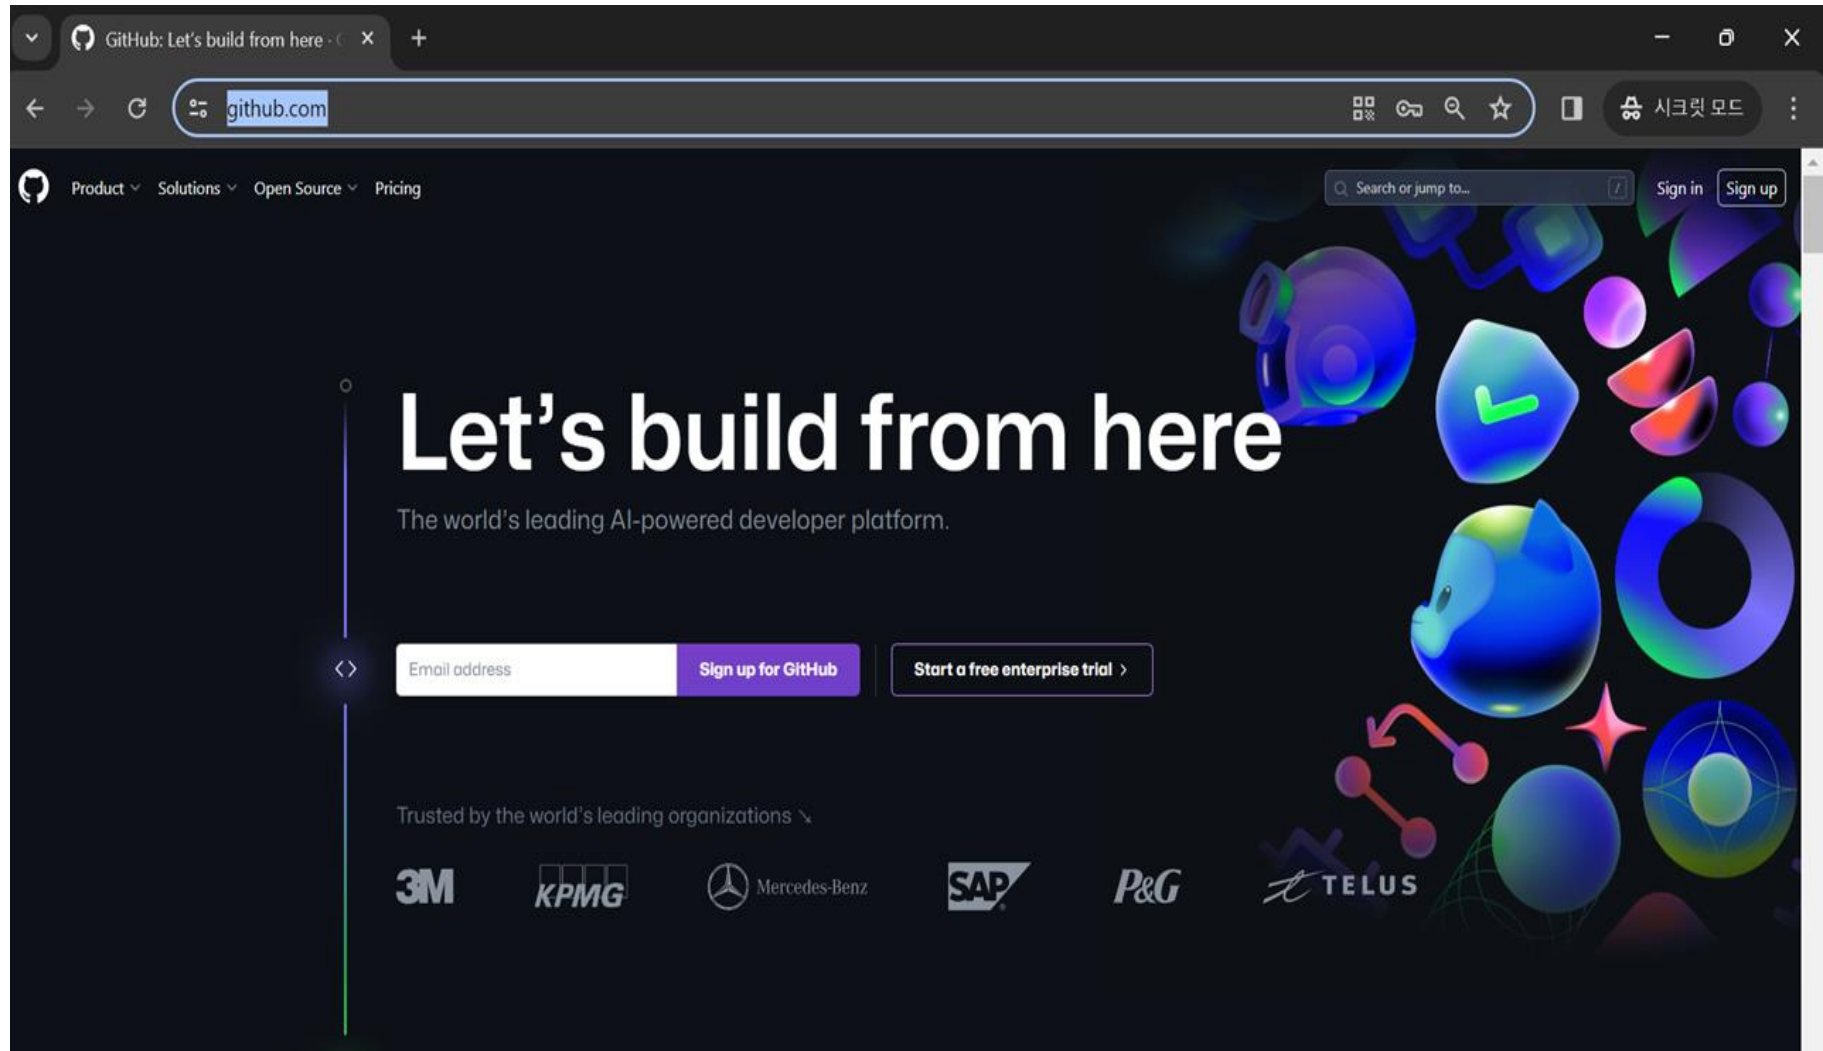 GitHub: Let's build from here ·
github.com
시크릿 모드
Product Solutions Open Source Pricing
Search or jump to...
/
Sign in
Sign up
Let's build from here
The world's leading AI-powered developer platform.
Email address
Sign up for GitHub
Start a free enterprise trial
Trusted by the world's leading organizations
3M
KPMG
Mercedes-Benz
SAP
P&G
TELUS